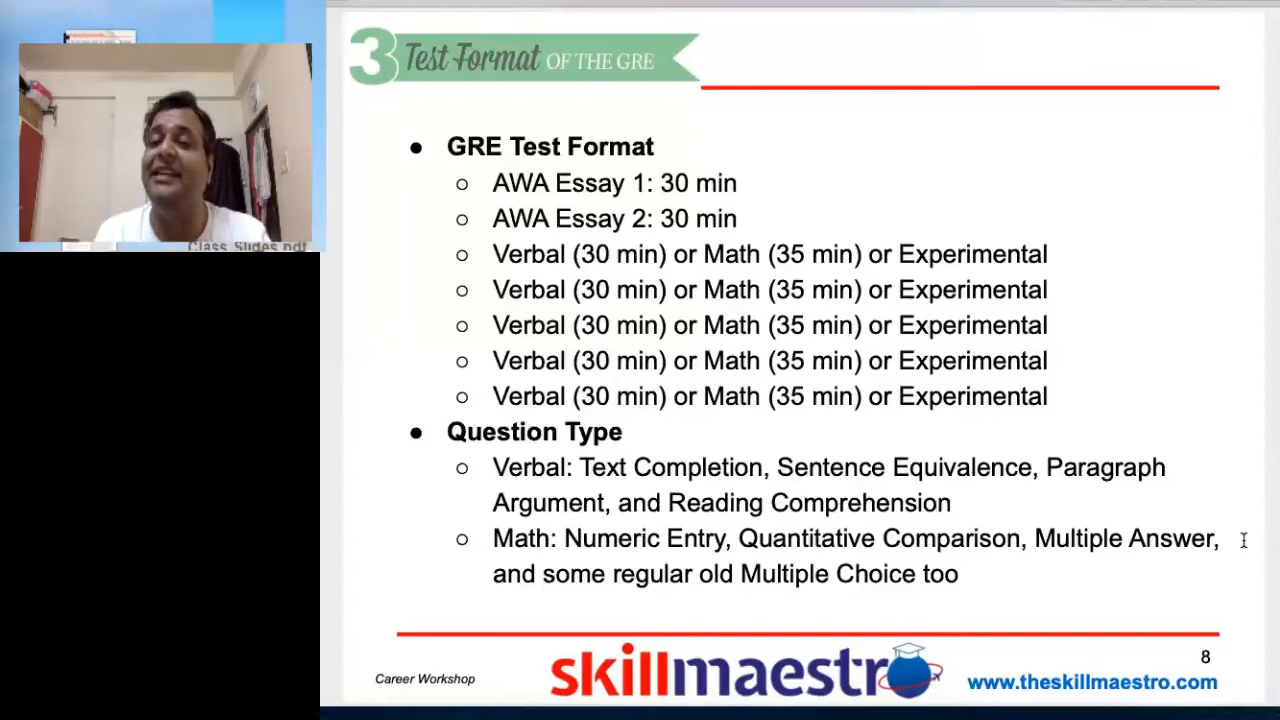 3 Test Format OF THE GRE
● GRE Test Format
○ AWA Essay 1: 30 min
○ AWA Essay 2: 30 min
○ Verbal (30 min) or Math (35 min) or Experimental
○ Verbal (30 min) or Math (35 min) or Experimental
○ Verbal (30 min) or Math (35 min) or Experimental
○ Verbal (30 min) or Math (35 min) or Experimental
○ Verbal (30 min) or Math (35 min) or Experimental
● Question Type
○ Verbal: Text Completion, Sentence Equivalence, Paragraph
Argument, and Reading Comprehension
○ Math: Numeric Entry, Quantitative Comparison, Multiple Answer,
and some regular old Multiple Choice too
Class Slides.pdf
8
Career Workshop
skillmaestro
www.theskillmaestro.com